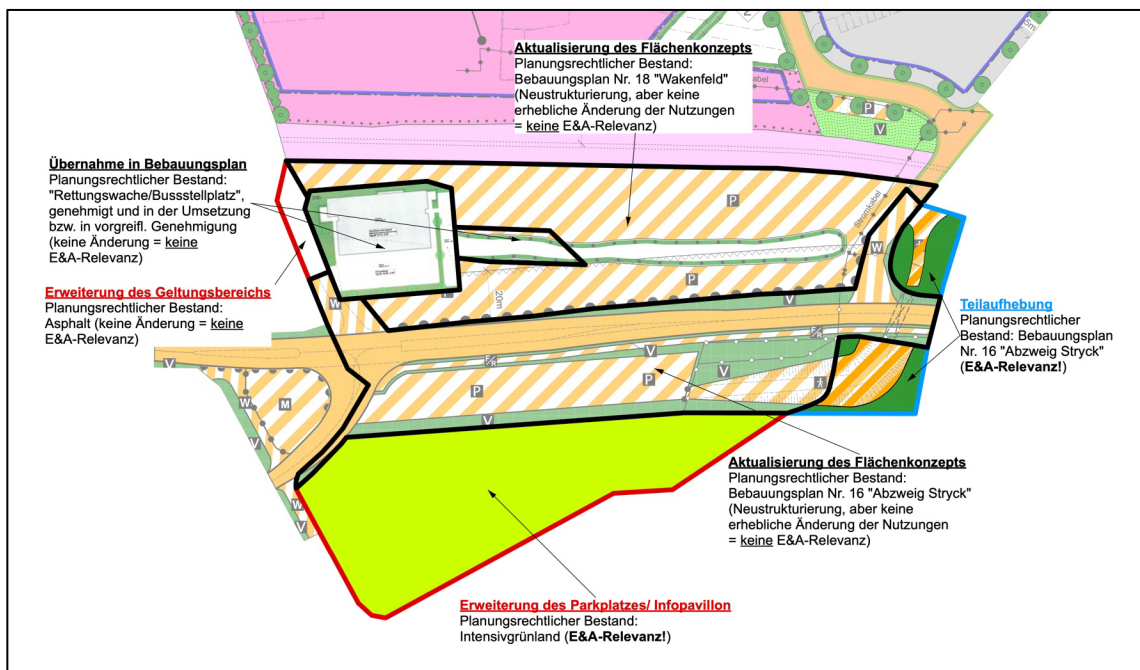 Aktualisierung des Flächenkonzepts
Planungsrechtlicher Bestand:
Bebauungsplan Nr. 18 "Wakenfeld"
(Neustrukturierung, aber keine
erhebliche Änderung der Nutzungen
= keine E&A-Relevanz)
5m
kabel
P
V
Übernahme in Bebauungsplan
Planungsrechtlicher Bestand:
"Rettungswache/Bussstellplatz",
genehmigt und in der Umsetzung
bzw. in vorgreifl. Genehmigung
(keine Änderung = keine
E&A-Relevanz)
P
Stromkabel
W
Erweiterung des Geltungsbereichs
Planungsrechtlicher Bestand:
Asphalt (keine Änderung = keine
E&A-Relevanz)
W
20m
P
V
Teilaufhebung
Planungsrechtlicher
Bestand: Bebauungsplan
Nr. 16 "Abzweig Stryck"
(E&A-Relevanz!)
F/R
F/R
V
V
W
M
P
P
V
V
V
W
V
Aktualisierung des Flächenkonzepts
Planungsrechtlicher Bestand:
Bebauungsplan Nr. 16 "Abzweig Stryck"
(Neustrukturierung, aber keine
erhebliche Änderung der Nutzungen
= keine E&A-Relevanz)
Erweiterung des Parkplatzes/ Infopavillon
Planungsrechtlicher Bestand:
Intensivgrünland (E&A-Relevanz!)